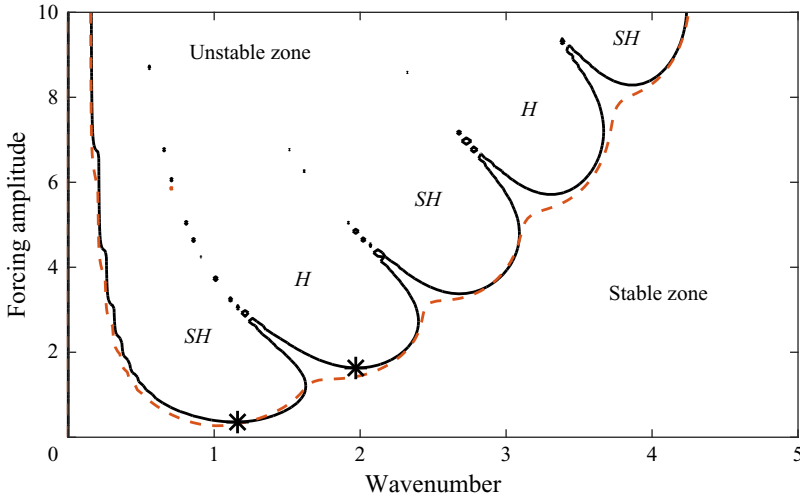 10
SH
Unstable zone
8
H
6
SH
Forcing amplitude
4
H
Stable zone
SH
2
0
0
1
2
3
4
5
Wavenumber